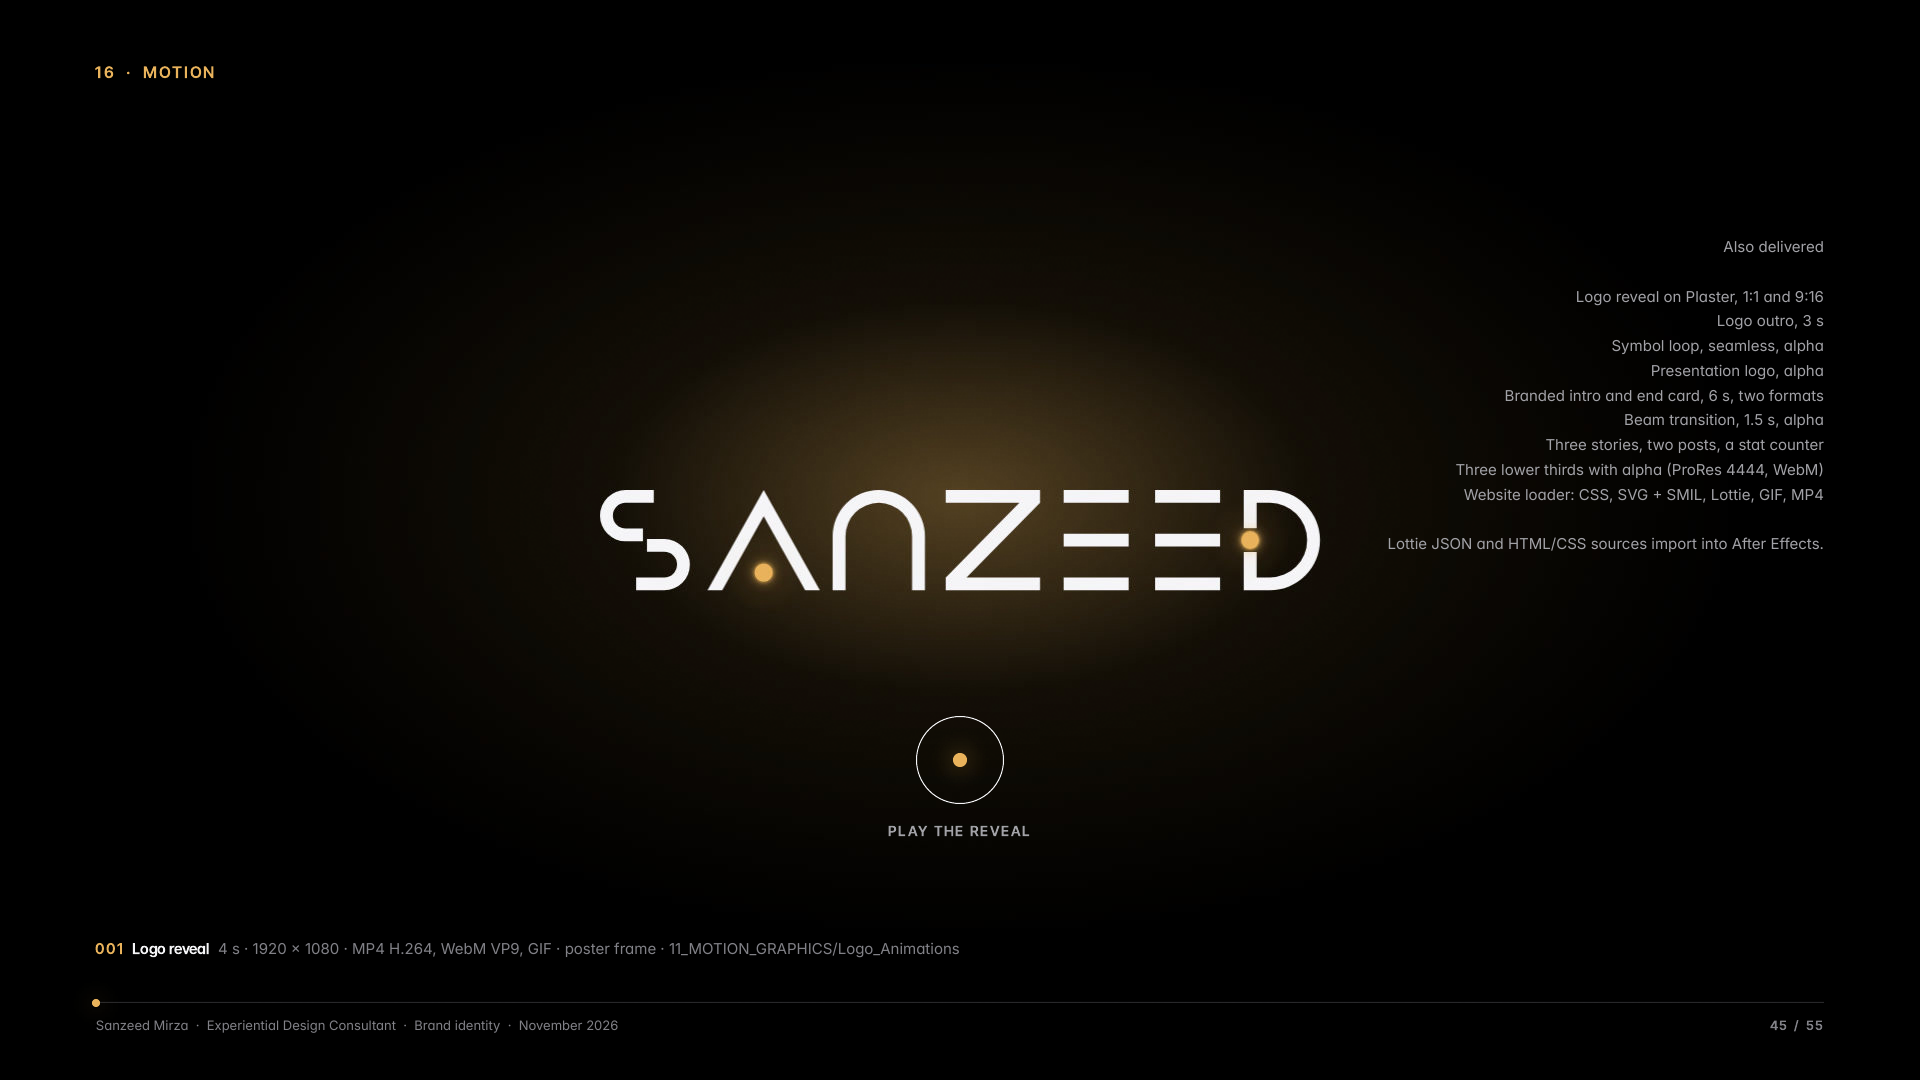 16 · MOTION
Also delivered
Logo reveal on Plaster, 1:1 and 9:16
Logo outro, 3 s
Symbol loop, seamless, alpha
Presentation logo, alpha
Branded intro and end card, 6 s, two formats
Beam transition, 1.5 s, alpha
Three stories, two posts, a stat counter
Three lower thirds with alpha (ProRes 4444, WebM)
Website loader: CSS, SVG + SMIL, Lottie, GIF, MP4
Lottie JSON and HTML/CSS sources import into After Effects.
SANZEED
PLAY THE REVEAL
001 Logo reveal 4 s · 1920 × 1080 · MP4 H.264, WebM VP9, GIF · poster frame · 11_MOTION_GRAPHICS/Logo_Animations
Sanzeed Mirza · Experiential Design Consultant · Brand identity · November 2026
45 / 55